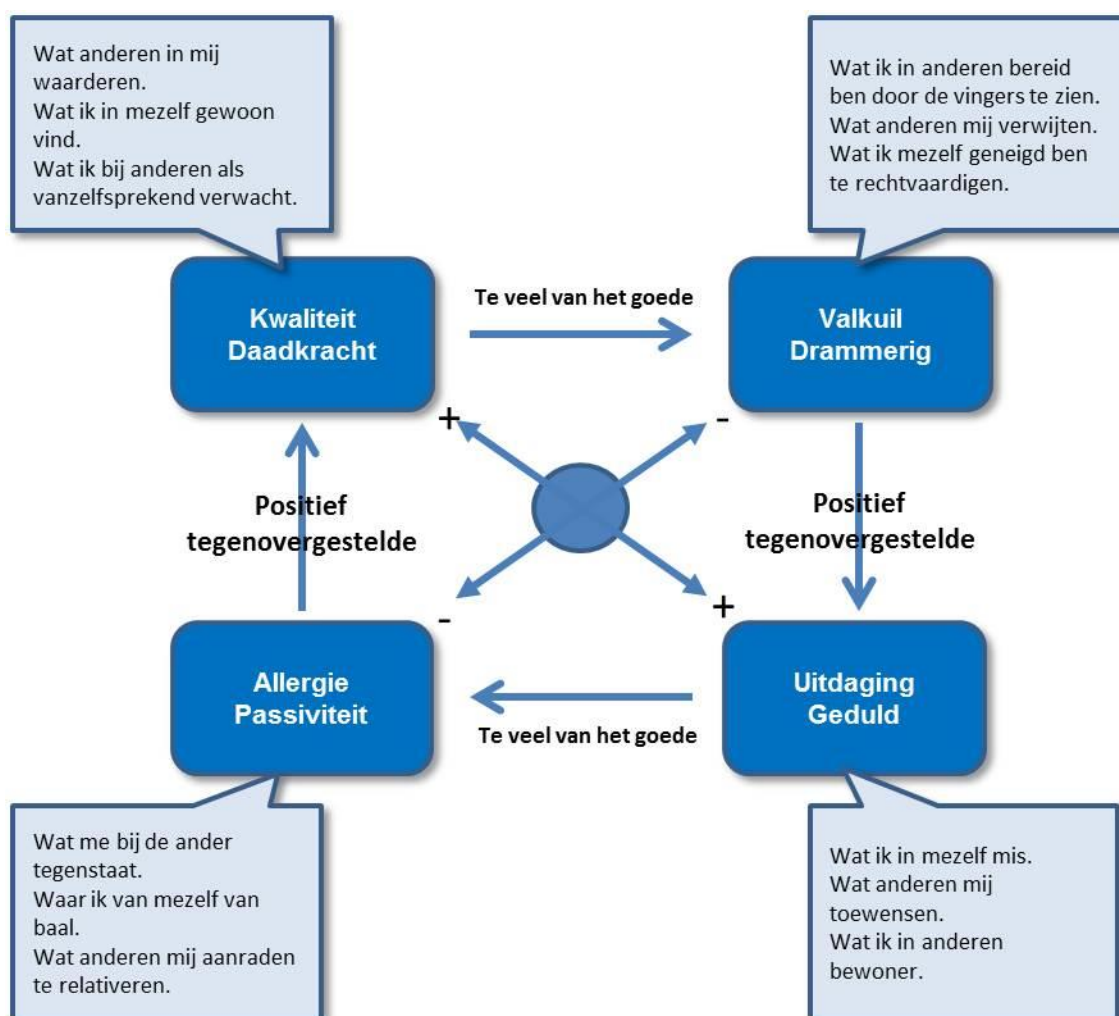 Wat anderen in mij
waarderen.
Wat ik in mezelf gewoon
vind.
Wat ik bij anderen als
vanzelfsprekend verwacht.
Wat ik in anderen bereid
ben door de vingers te zien.
Wat anderen mij verwijten.
Wat ik mezelf geneigd ben
te rechtvaardigen.
Kwaliteit
Daadkracht
Te veel van het goede
Valkuil
Drammerig
+
-
Positief
tegenovergestelde
Positief
tegenovergestelde
-
+
Allergie
Passiviteit
Te veel van het goede
Uitdaging
Geduld
Wat me bij de ander
tegenstaat.
Waar ik van mezelf van
baal.
Wat anderen mij aanraden
te relativeren.
Wat ik in mezelf mis.
Wat anderen mij
toewensen.
Wat ik in anderen
bewoner.